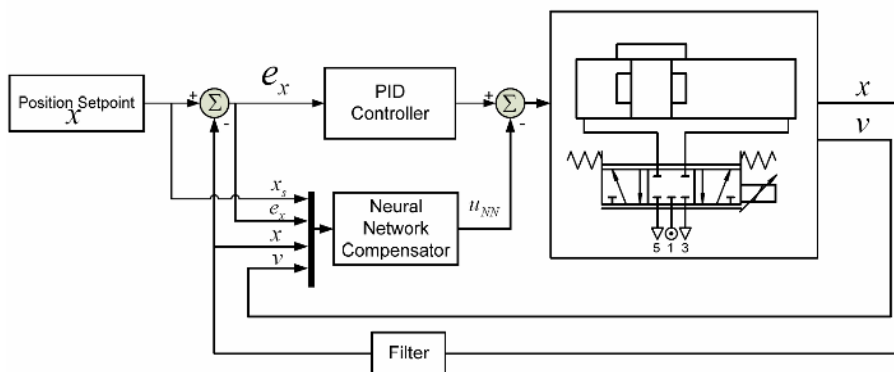 Position Setpoint
x
+
Σ
-
e_x
PID
Controller
+
Σ
-
x
v
x_s
e_x
x
v
Neural
Network
Compensator
u_NN
5 1 3
Filter